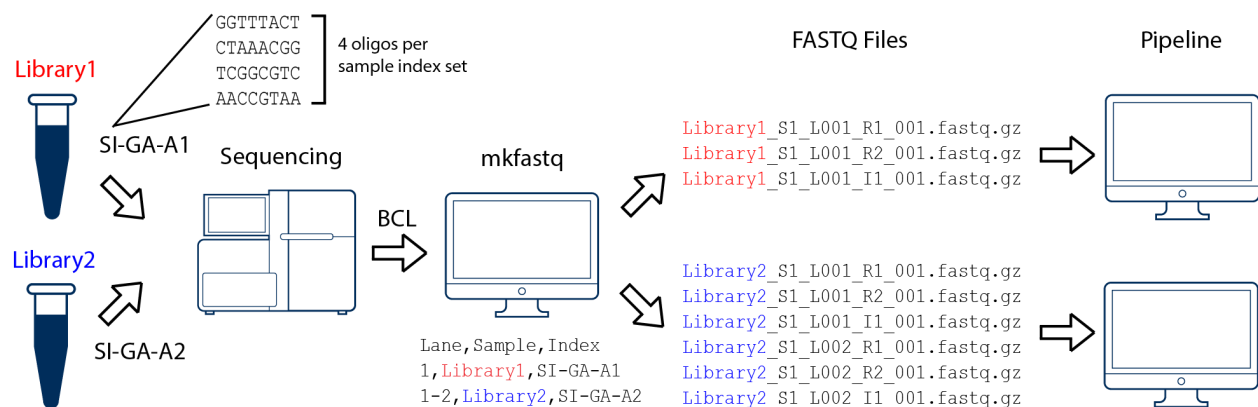 Library1
SI-GA-A1
GGTTTACT
CTAAACGG
TCGGCGTC
AACCGTAA
4 oligos per
sample index set
Library2
SI-GA-A2
Sequencing
BCL
mkfastq
Lane,Sample,Index
1,Library1,SI-GA-A1
1-2,Library2,SI-GA-A2
FASTQ Files
Library1_S1_L001_R1_001.fastq.gz
Library1_S1_L001_R2_001.fastq.gz
Library1_S1_L001_I1_001.fastq.gz
Library2_S1_L001_R1_001.fastq.gz
Library2_S1_L001_R2_001.fastq.gz
Library2_S1_L001_I1_001.fastq.gz
Library2_S1_L002_R1_001.fastq.gz
Library2_S1_L002_R2_001.fastq.gz
Library2_S1_L002_I1_001.fastq.gz
Pipeline